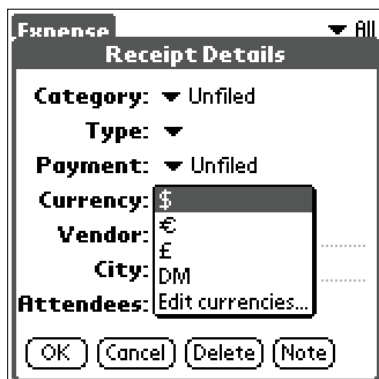 Expense ▼ All
Receipt Details
Category: ▼ Unfiled
Type: ▼
Payment: ▼ Unfiled
Currency: $
€
Vendor:
£
City: DM
Attendees: Edit currencies...
OK Cancel Delete Note